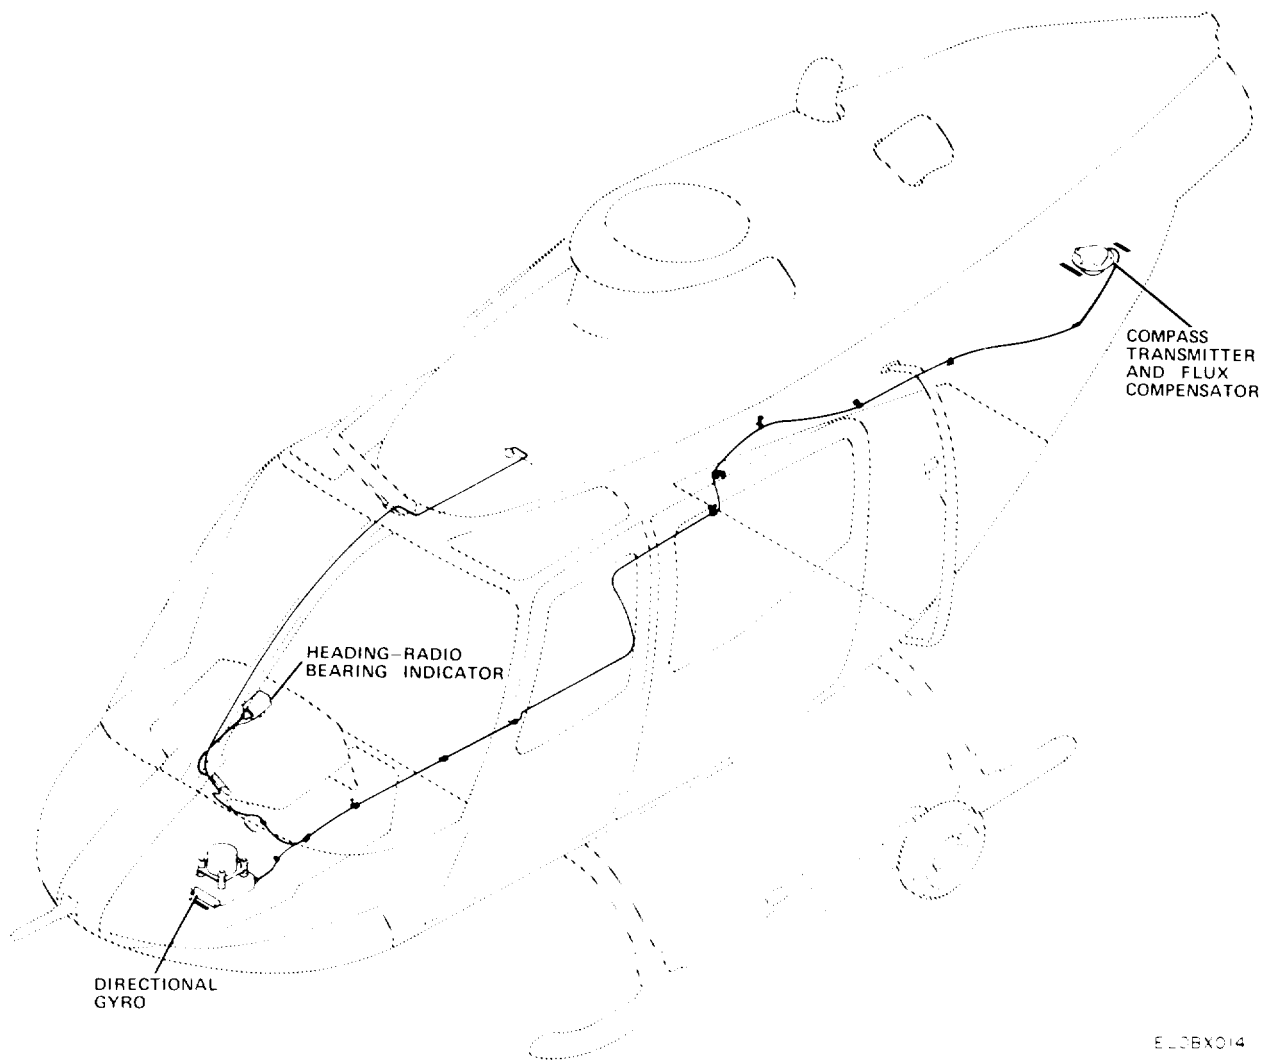 COMPASS
TRANSMITTER
AND FLUX
COMPENSATOR
HEADING–RADIO
BEARING INDICATOR
DIRECTIONAL
GYRO